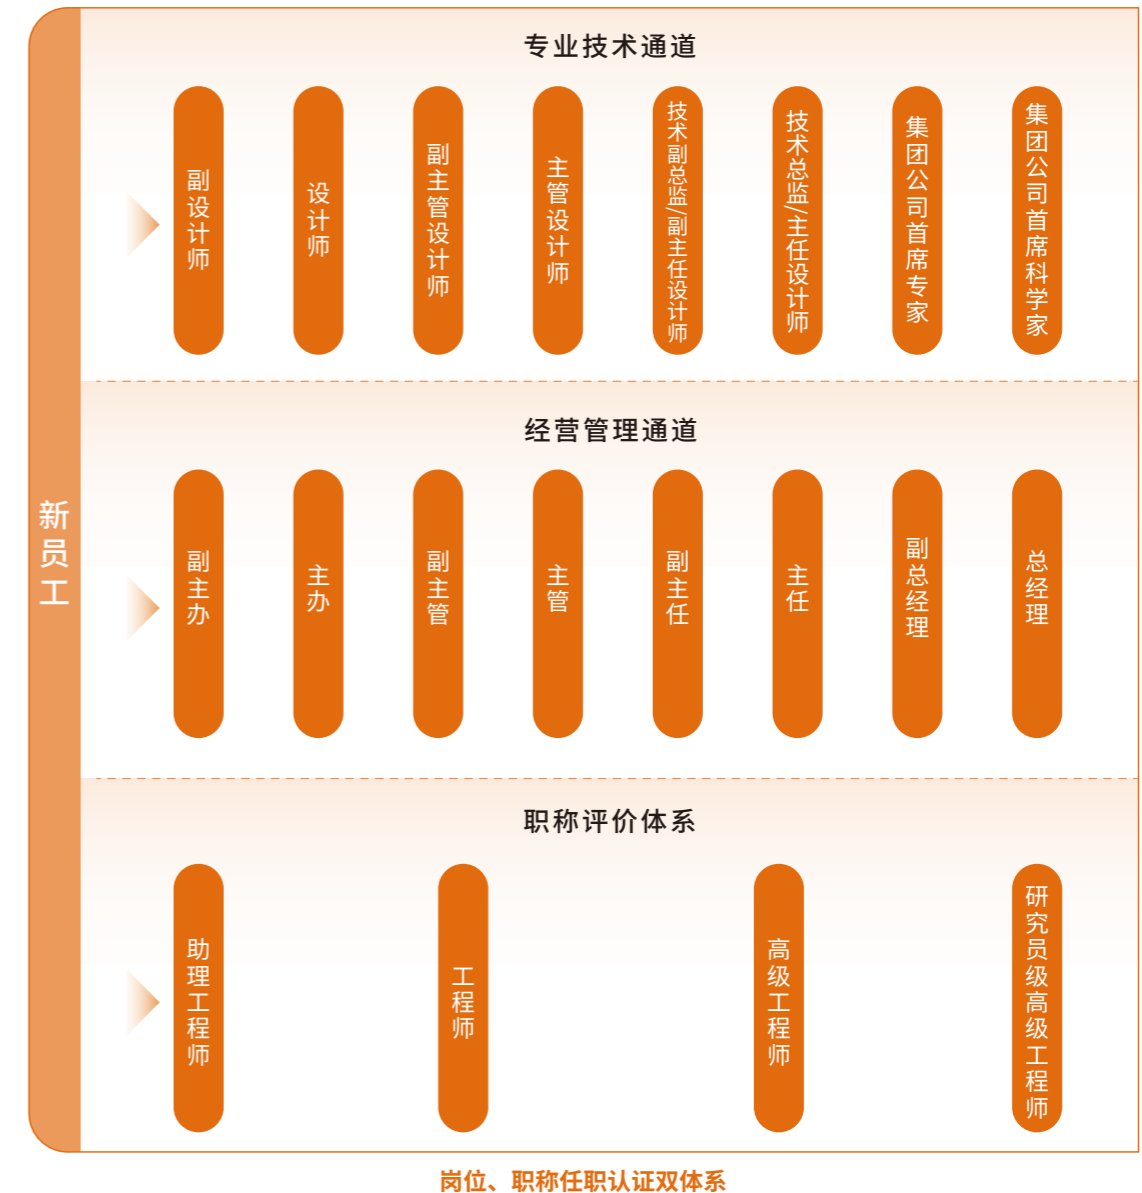 新员工
专业技术通道
副设计师
设计师
副主管设计师
主管设计师
技术副总监/副主任设计师
技术总监/主任设计师
集团公司首席专家
集团公司首席科学家
经营管理通道
副主办
主办
副主管
主管
副主任
主任
副总经理
总经理
职称评价体系
助理工程师
工程师
高级工程师
研究员级高级工程师
岗位、职称任职认证双体系